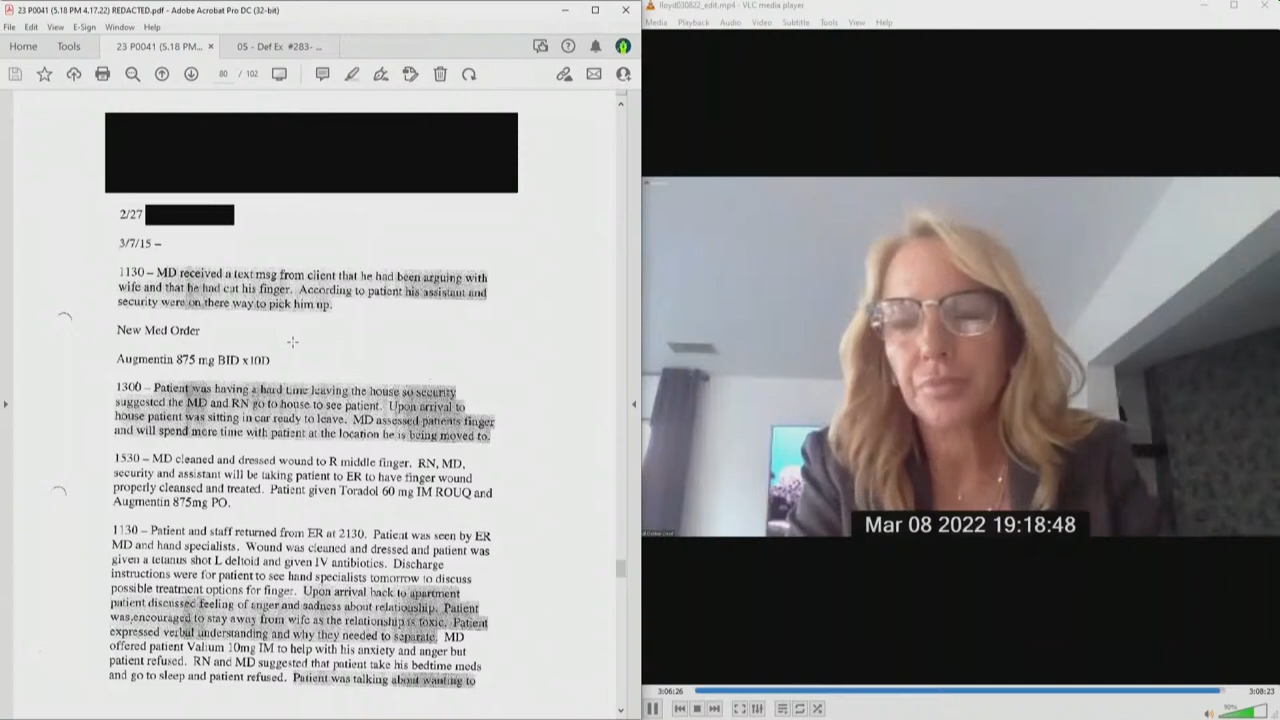 23 P0041 (5.18 PM 4.17.22) REDACTED.pdf - Adobe Acrobat Pro DC (32-bit)
File Edit View E-Sign Window Help
Home Tools 23 P0041 (5.18 PM... × 05 - Def Ex #283- ...
80 / 102
2/27
3/7/15 –
1130 – MD received a text msg from client that he had been arguing with
wife and that he had cut his finger. According to patient his assistant and
security were on there way to pick him up.
New Med Order
Augmentin 875 mg BID x10D
1300 – Patient was having a hard time leaving the house so security
suggested the MD and RN go to house to see patient. Upon arrival to
house patient was sitting in car ready to leave. MD assessed patients finger
and will spend more time with patient at the location he is being moved to.
1530 – MD cleaned and dressed wound to R middle finger. RN, MD,
security and assistant will be taking patient to ER to have finger wound
properly cleansed and treated. Patient given Toradol 60 mg IM ROUQ and
Augmentin 875mg PO.
1130 – Patient and staff returned from ER at 2130. Patient was seen by ER
MD and hand specialists. Wound was cleaned and dressed and patient was
given a tetanus shot L deltoid and given IV antibiotics. Discharge
instructions were for patient to see hand specialists tomorrow to discuss
possible treatment options for finger. Upon arrival back to apartment
patient discussed feeling of anger and sadness about relationship. Patient
was encouraged to stay away from wife as the relationship is toxic. Patient
expressed verbal understanding and why they needed to separate. MD
offered patient Valium 10mg IM to help with his anxiety and anger but
patient refused. RN and MD suggested that patient take his bedtime meds
and go to sleep and patient refused. Patient was talking about wanting to
lloyd030822_edit.mp4 - VLC media player
Media Playback Audio Video Subtitle Tools View Help
Mar 08 2022 19:18:48
3:06:26 3:08:23
90%